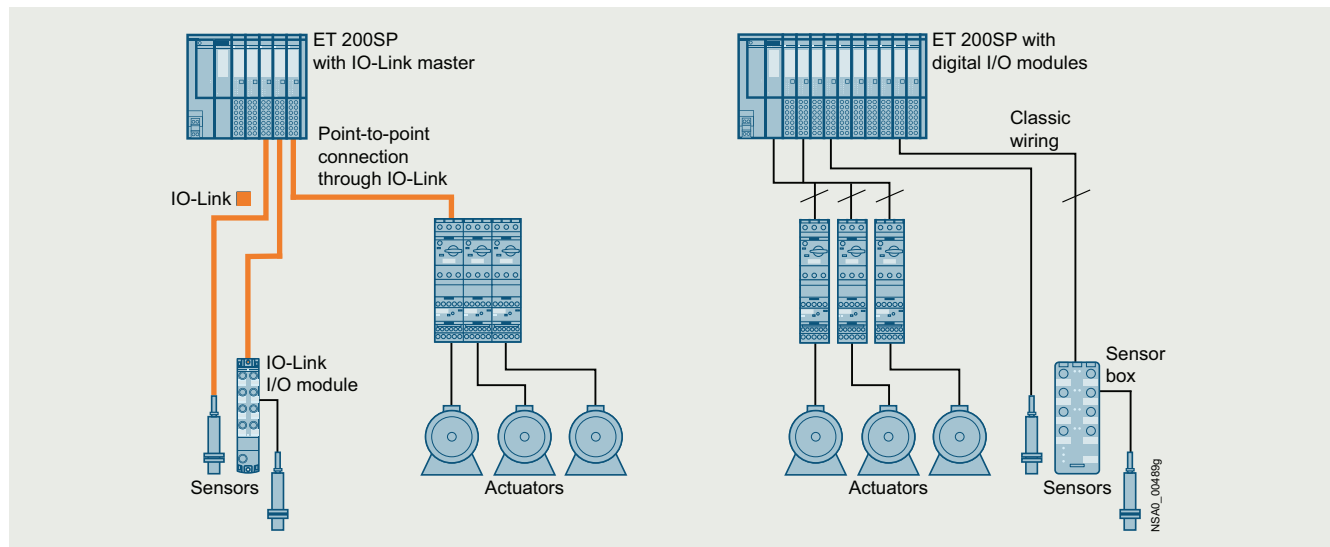 ET 200SP
with IO-Link master
Point-to-point
connection
through IO-Link
IO-Link
IO-Link
I/O module
Sensors
Actuators
ET 200SP with
digital I/O modules
Classic
wiring
Sensor
box
Actuators
Sensors
NSA0_00489g